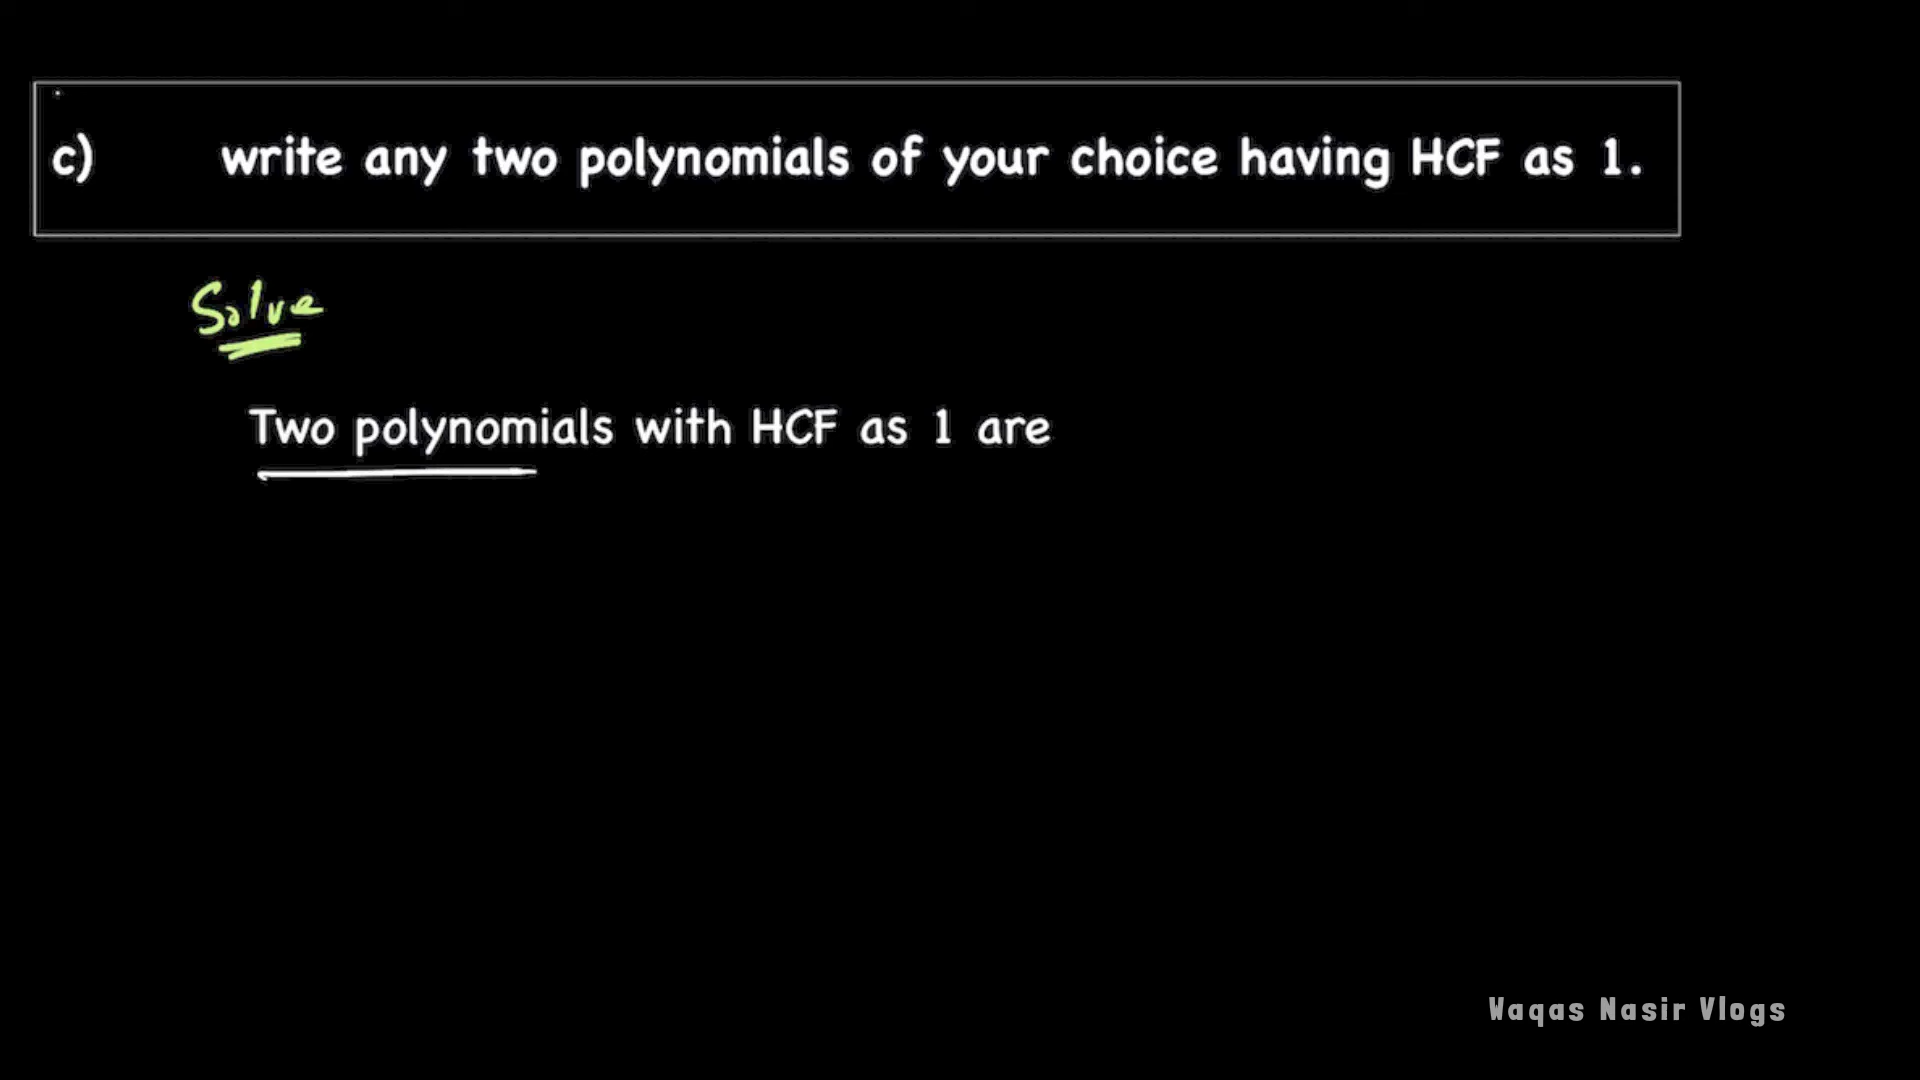 c) write any two polynomials of your choice having HCF as 1.
Solve
Two polynomials with HCF as 1 are
Waqas Nasir Vlogs